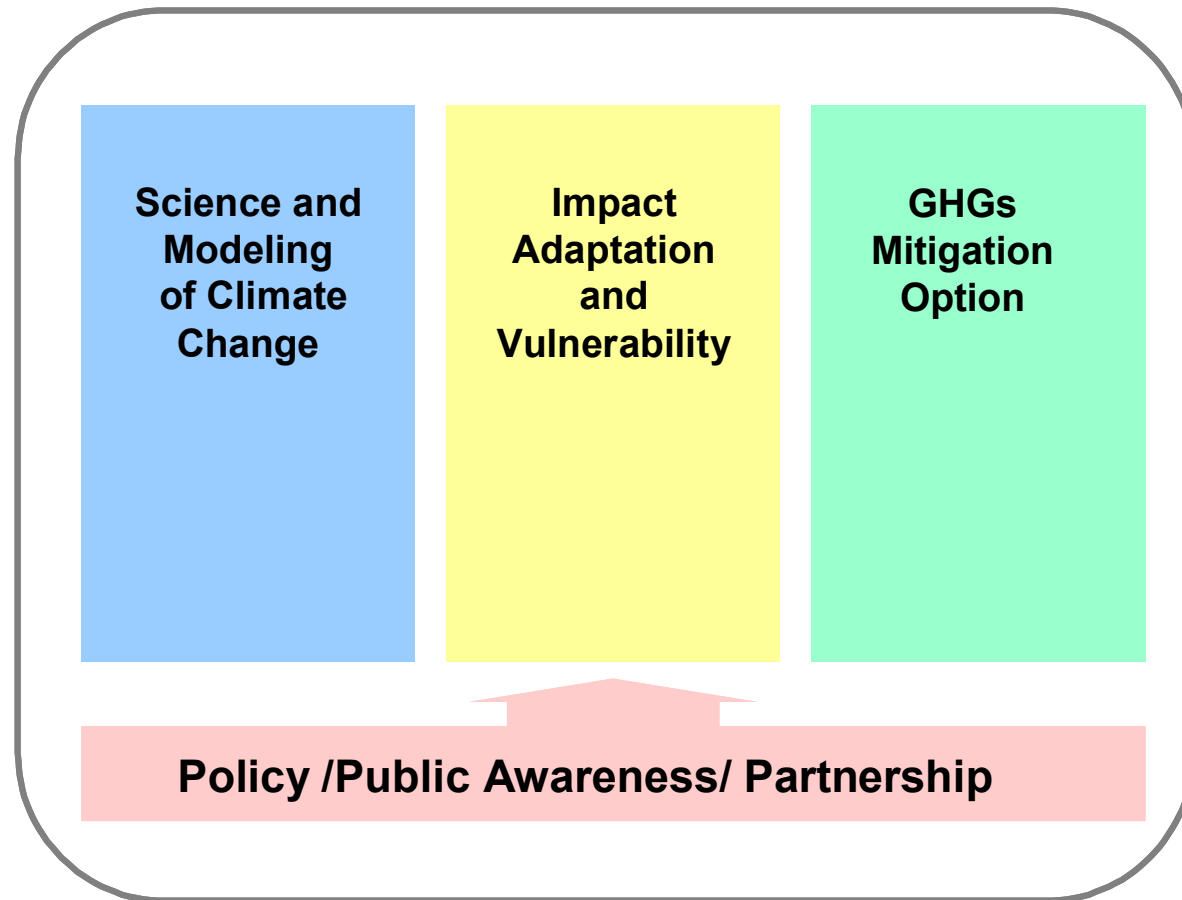 Science and
Modeling
of Climate
Change
Impact
Adaptation
and
Vulnerability
GHGs
Mitigation
Option
Policy /Public Awareness/ Partnership